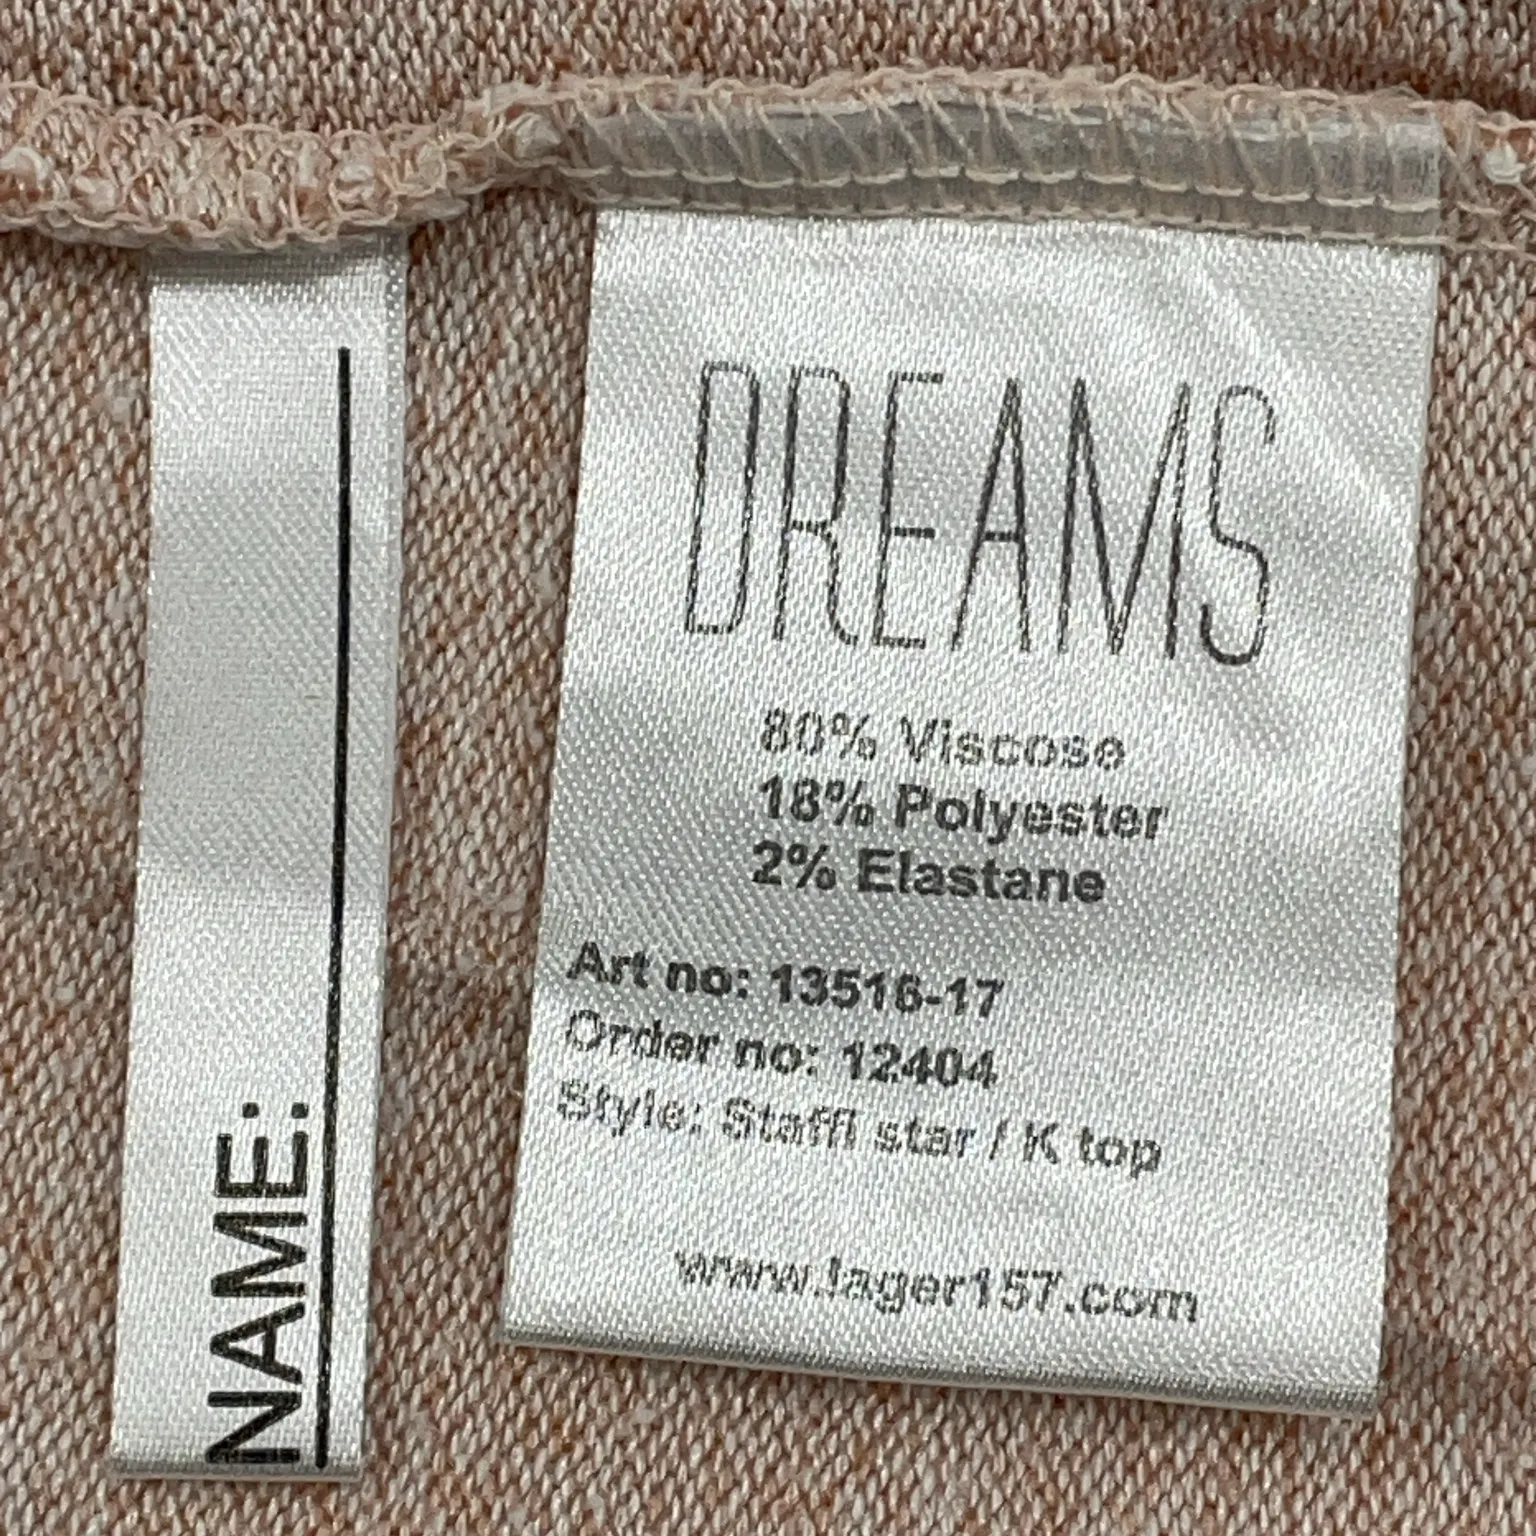 NAME:
DREAMS
80% Viscose
18% Polyester
2% Elastane
Art no: 13516-17
Order no: 12404
Style: Staffi star / K top
www.lager157.com